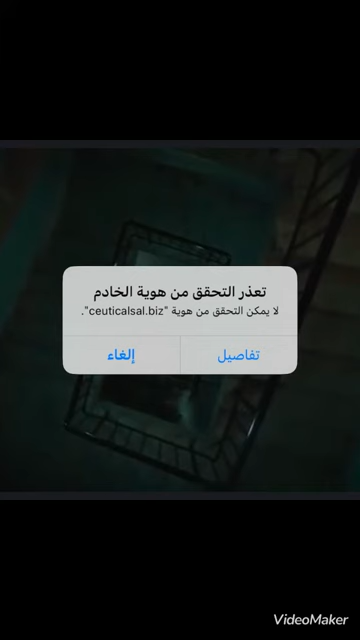 تعذر التحقق من هوية الخادم
لا يمكن التحقق من هوية "ceuticalsal.biz".
تفاصيل
إلغاء
VideoMaker